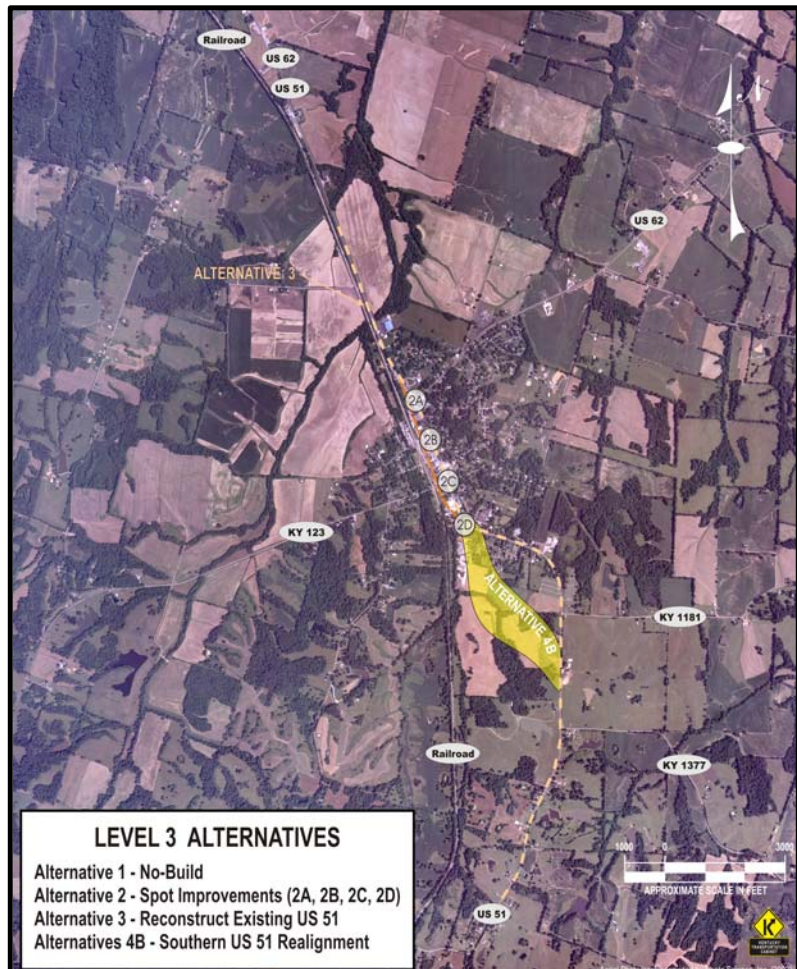 Railroad
US 62
US 51
N
US 62
ALTERNATIVE 3
2A
2B
2C
KY 123
2D
ALTERNATIVE 4B
KY 1181
Railroad
KY 1377
US 51
1000 0 3000
APPROXIMATE SCALE IN FEET
LEVEL 3 ALTERNATIVES
Alternative 1 - No-Build
Alternative 2 - Spot Improvements (2A, 2B, 2C, 2D)
Alternative 3 - Reconstruct Existing US 51
Alternatives 4B - Southern US 51 Realignment
KENTUCKY
TRANSPORTATION
CABINET